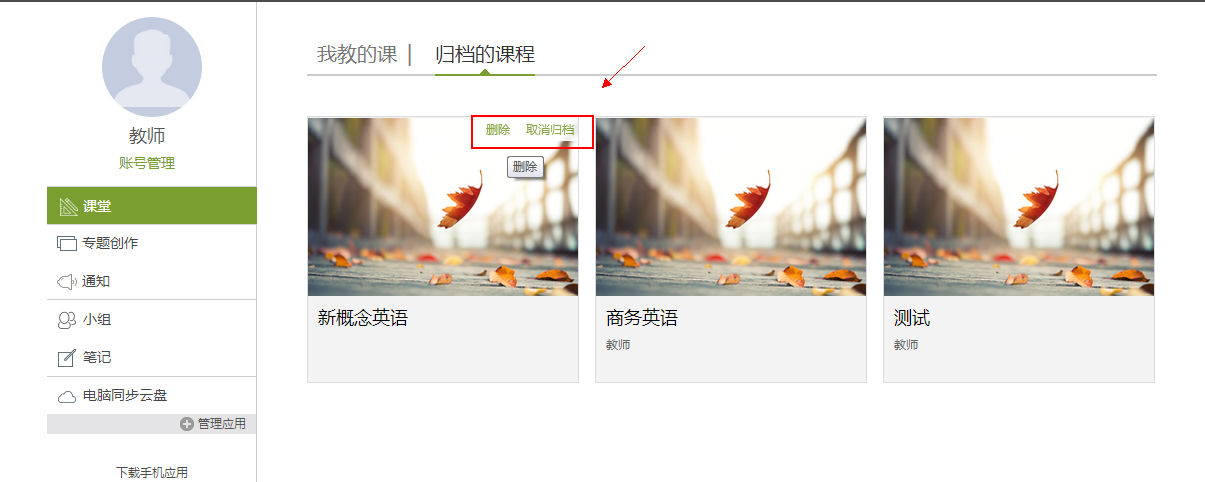 教师
账号管理
课堂
专题创作
通知
小组
笔记
电脑同步云盘
管理应用
下载手机应用
我教的课 | 归档的课程
删除 取消归档
删除
新概念英语
商务英语
教师
测试
教师